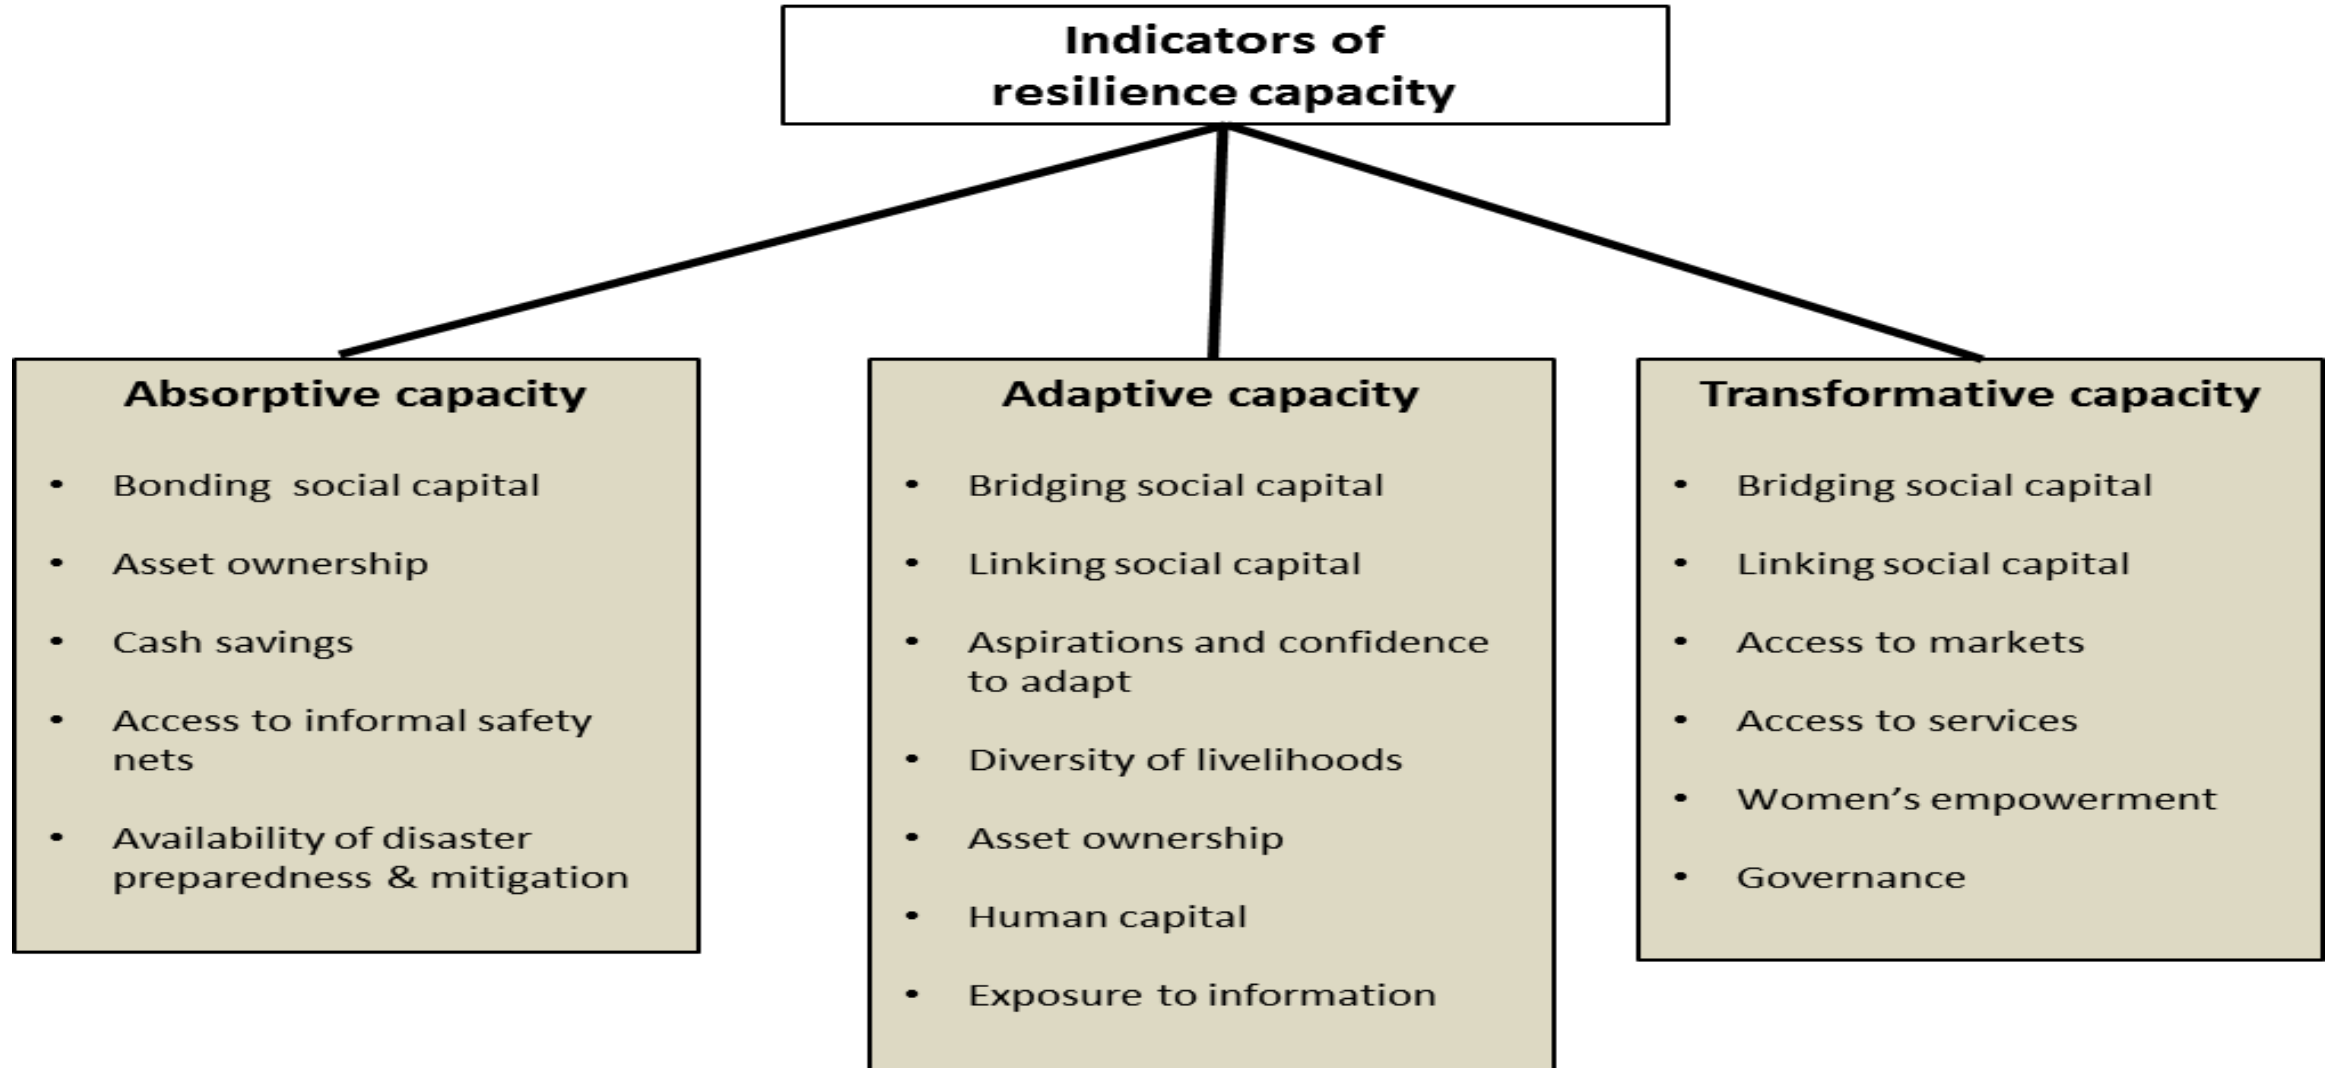 Indicators of
resilience capacity
Absorptive capacity
• Bonding social capital
• Asset ownership
• Cash savings
• Access to informal safety
nets
• Availability of disaster
preparedness & mitigation
Adaptive capacity
• Bridging social capital
• Linking social capital
• Aspirations and confidence
to adapt
• Diversity of livelihoods
• Asset ownership
• Human capital
• Exposure to information
Transformative capacity
• Bridging social capital
• Linking social capital
• Access to markets
• Access to services
• Women’s empowerment
• Governance